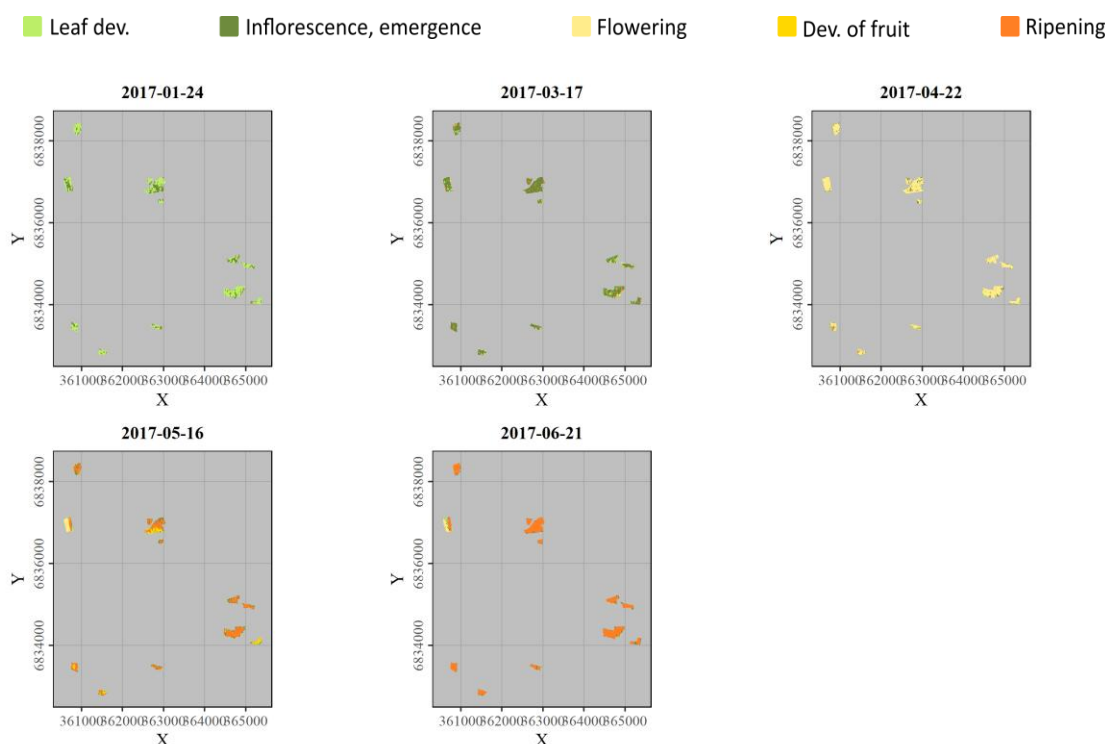 Leaf dev. Inflorescence, emergence Flowering Dev. of fruit Ripening
2017-01-24 2017-03-17 2017-04-22
6838000 6838000 6838000
6836000 6836000 6836000
Y Y Y
6834000 6834000 6834000
361000 362000 363000 364000 365000 361000 362000 363000 364000 365000 361000 362000 363000 364000 365000
X X X
2017-05-16 2017-06-21
6838000 6838000
6836000 6836000
Y Y
6834000 6834000
361000 362000 363000 364000 365000 361000 362000 363000 364000 365000
X X